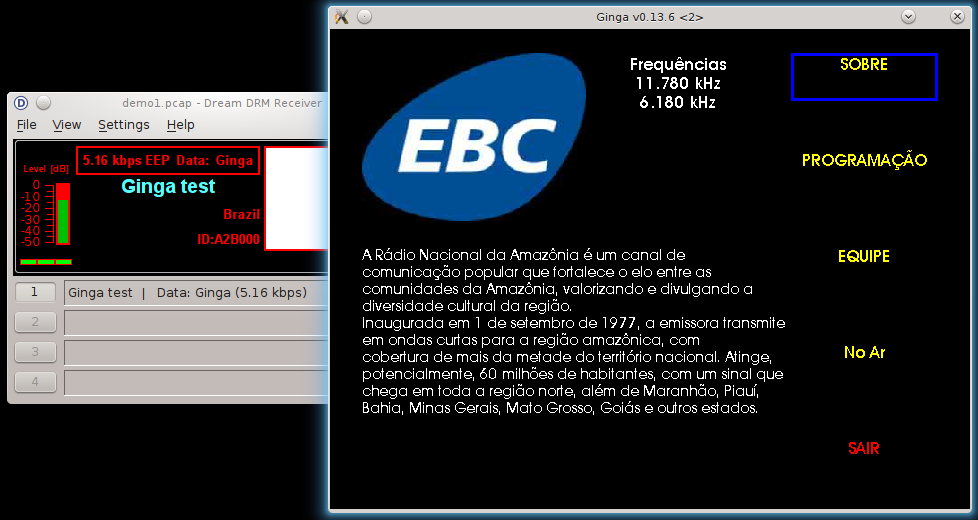 demo1.pcap - Dream DRM Receiver
File View Settings Help
Level [dB]
0
-10
-20
-30
-40
-50
5.16 kbps EEP Data: Ginga
Ginga test
Brazil
ID:A2B000
1
Ginga test | Data: Ginga (5.16 kbps)
2
3
4
Ginga v0.13.6 <2>
EBC
Frequências
11.780 kHz
6.180 kHz
A Rádio Nacional da Amazônia é um canal de
comunicação popular que fortalece o elo entre as
comunidades da Amazônia, valorizando e divulgando a
diversidade cultural da região.
Inaugurada em 1 de setembro de 1977, a emissora transmite
em ondas curtas para a região amazônica, com
cobertura de mais da metade do território nacional. Atinge,
potencialmente, 60 milhões de habitantes, com um sinal que
chega em toda a região norte, além de Maranhão, Piauí,
Bahia, Minas Gerais, Mato Grosso, Goiás e outros estados.
SOBRE
PROGRAMAÇÃO
EQUIPE
No Ar
SAIR